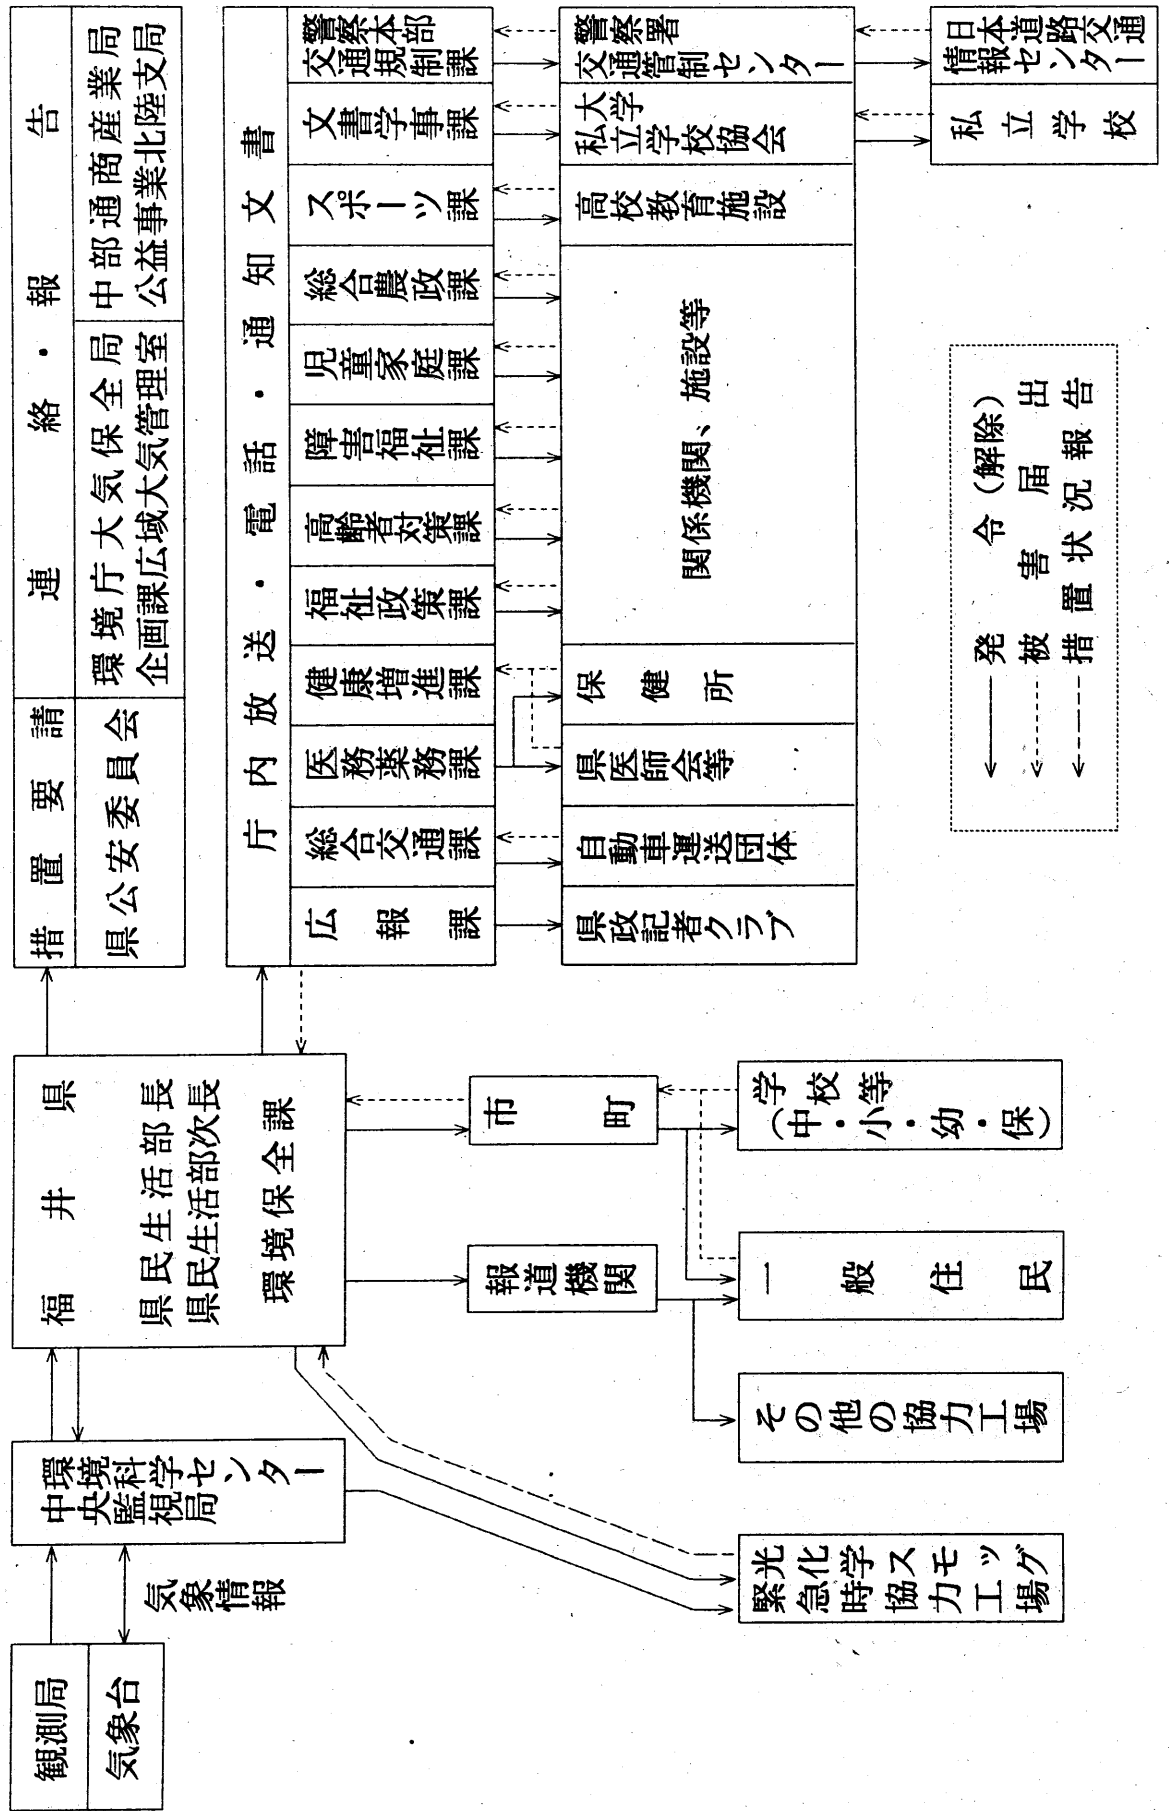 観測局
気象台
気象情報
環境科学センター
中央監視局
福井県
県民生活部長
県民生活部次長
環境保全課
措置要請
県公安委員会
連絡・報告
環境庁大気保全局
企画課広域大気管理室
中部通商産業局
公益事業北陸支局
庁内放送・電話・通知文書
広報課
総合交通課
医務薬務課
健康増進課
福祉政策課
高齢者対策課
障害福祉課
児童家庭課
総合農政課
スポーツ課
文書学事課
警察本部
交通規制課
県政記者クラブ
自動車運送団体
県医師会等
保健所
関係機関、施設等
高校教育施設
大学
私立学校協会
警察署
交通管制センター
私立学校
日本道路交通
情報センター
市町
報道機関
学校等
(中・小・幼・保)
一般住民
その他の協力工場
光化学スモッグ
緊急時協力工場
発令(解除)
被害届出
措置状況報告